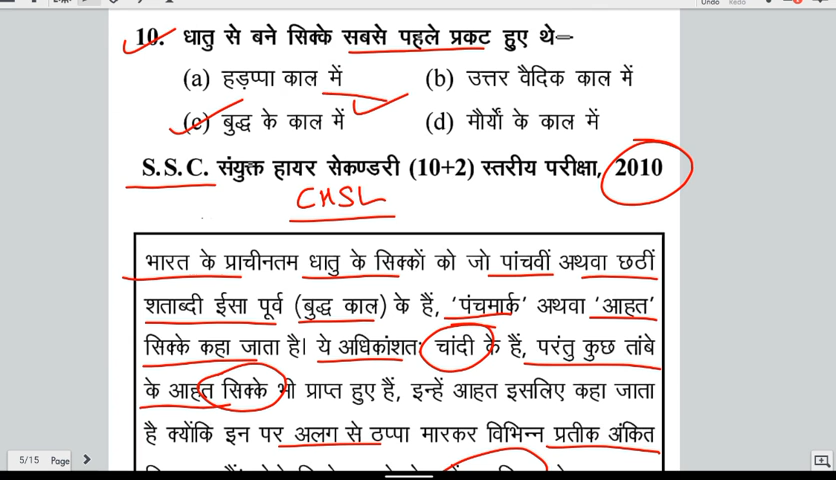 Undo Redo
10. धातु से बने सिक्के सबसे पहले प्रकट हुए थे–
(a) हड़प्पा काल में (b) उत्तर वैदिक काल में
(c) बुद्ध के काल में (d) मौर्यों के काल में
S.S.C. संयुक्त हायर सेकण्डरी (10+2) स्तरीय परीक्षा, 2010
CHSL
भारत के प्राचीनतम धातु के सिक्कों को जो पांचवीं अथवा छठीं
शताब्दी ईसा पूर्व (बुद्ध काल) के हैं, ‘पंचमार्क’ अथवा ‘आहत’
सिक्के कहा जाता है। ये अधिकांशतः चांदी के हैं, परंतु कुछ तांबे
के आहत सिक्के भी प्राप्त हुए हैं, इन्हें आहत इसलिए कहा जाता
है क्योंकि इन पर अलग से ठप्पा मारकर विभिन्न प्रतीक अंकित
5/15 Page